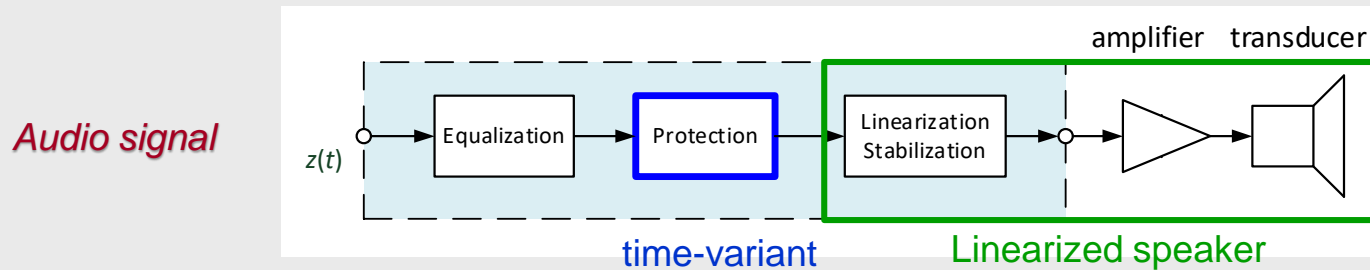 amplifier transducer
Audio signal
z(t)
Equalization
Protection
Linearization
Stabilization
time-variant
Linearized speaker